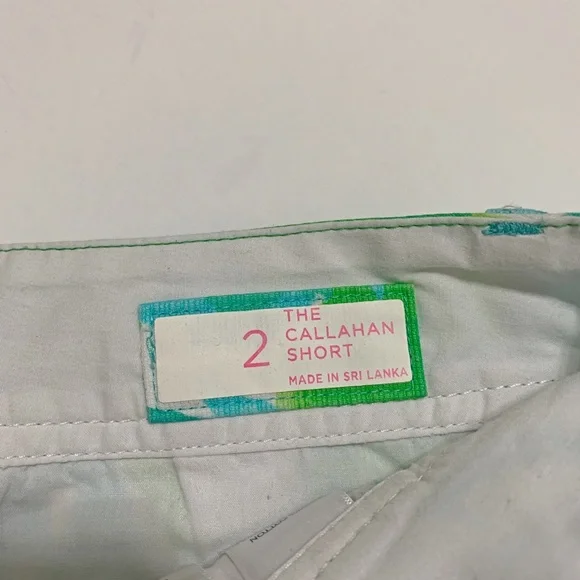 2
THE
CALLAHAN
SHORT
MADE IN SRI LANKA